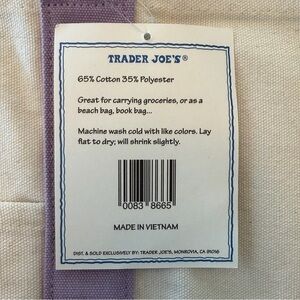 TRADER JOE'S®
65% Cotton 35% Polyester
Great for carrying groceries, or as a
beach bag, book bag...
Machine wash cold with like colors. Lay
flat to dry; will shrink slightly.
0083 8665
MADE IN VIETNAM
DIST. & SOLD EXCLUSIVELY BY: TRADER JOE'S, MONROVIA, CA 91016